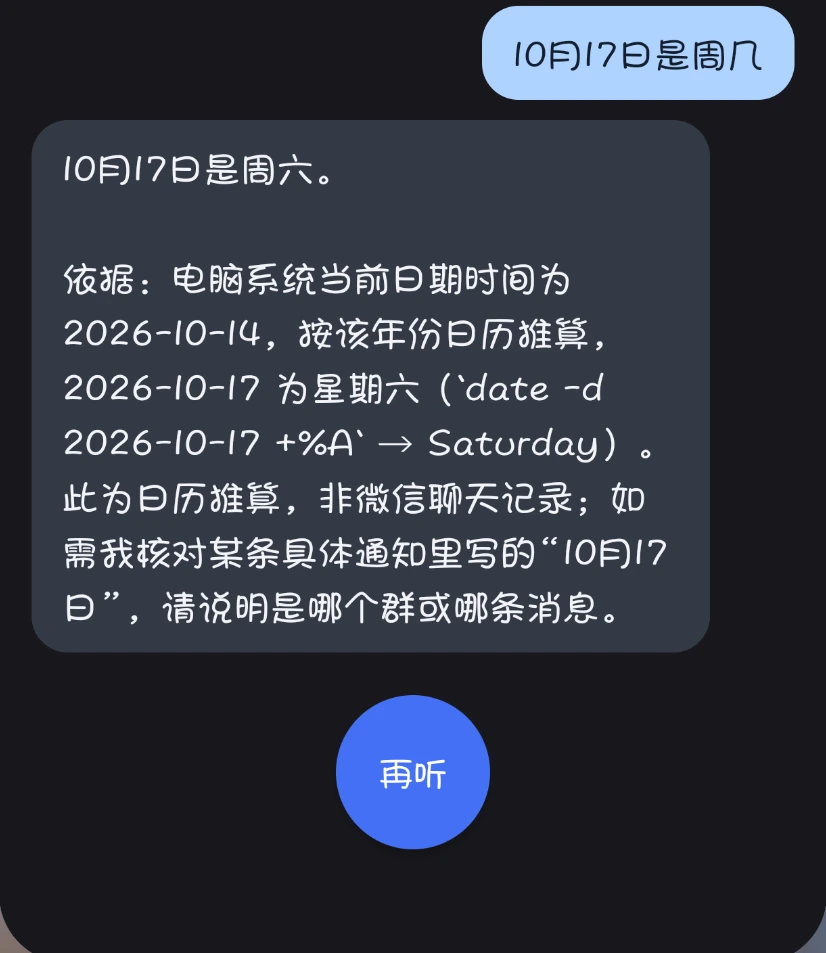 10月17日是周几
10月17日是周六。
依据：电脑系统当前日期时间为
2026-10-14，按该年份日历推算，
2026-10-17 为星期六（`date -d
2026-10-17 +%A` → Saturday）。
此为日历推算，非微信聊天记录；如
需我核对某条具体通知里写的“10月17
日”，请说明是哪个群或哪条消息。
再听